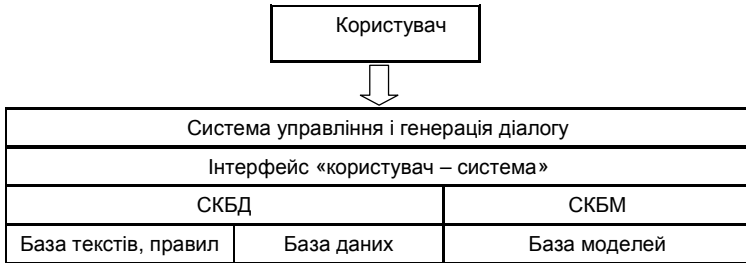 Користувач
Система управління і генерація діалогу
Інтерфейс «користувач – система»
СКБД СКБМ
База текстів, правил База даних База моделей